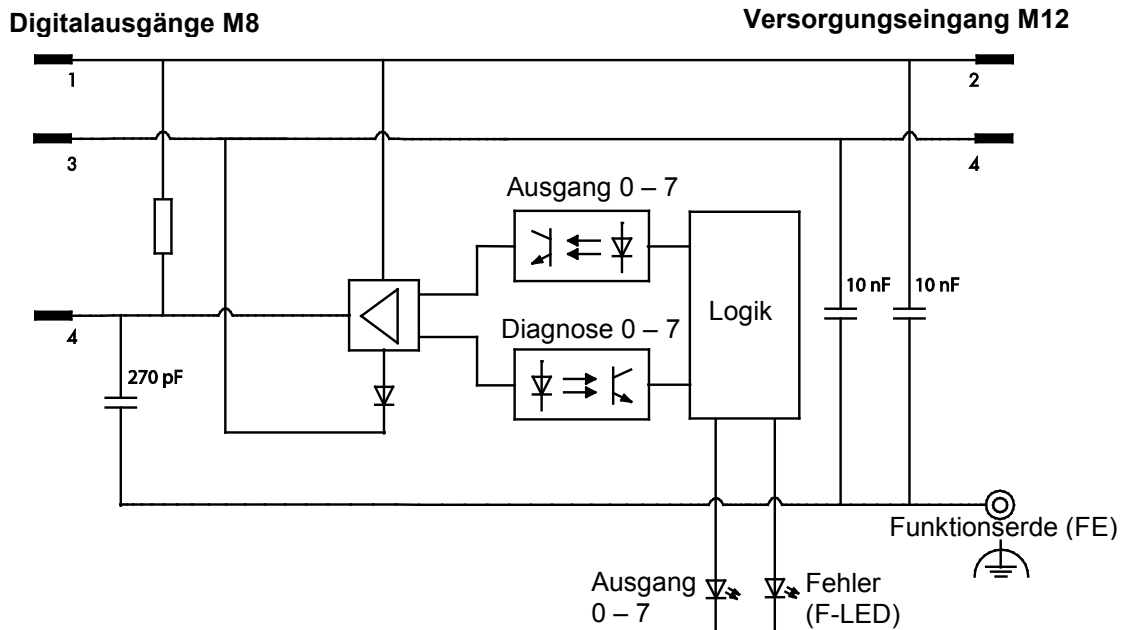 Digitalausgänge M8
Versorgungseingang M12
1
2
3
4
Ausgang 0 – 7
10 nF
10 nF
Logik
4
Diagnose 0 – 7
270 pF
Funktionserde (FE)
Ausgang
0 – 7
Fehler
(F-LED)